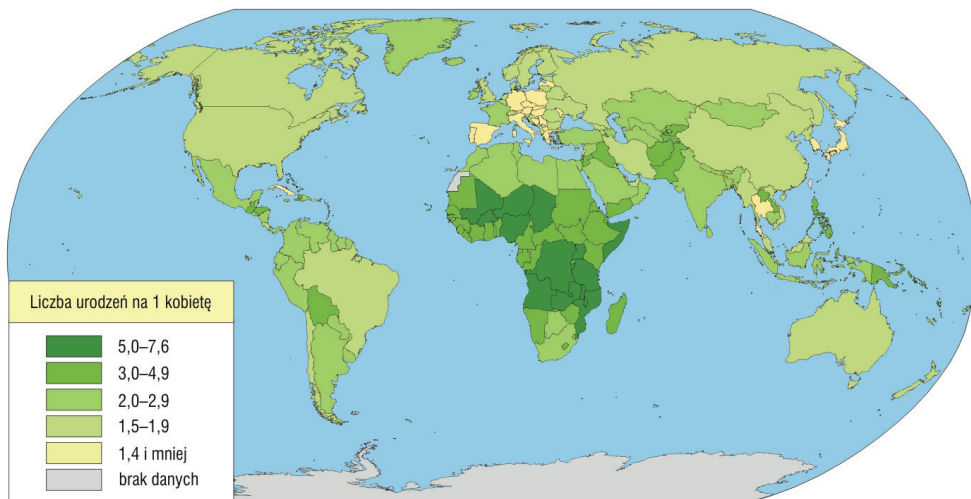 Liczba urodzeń na 1 kobietę
5,0–7,6
3,0–4,9
2,0–2,9
1,5–1,9
1,4 i mniej
brak danych